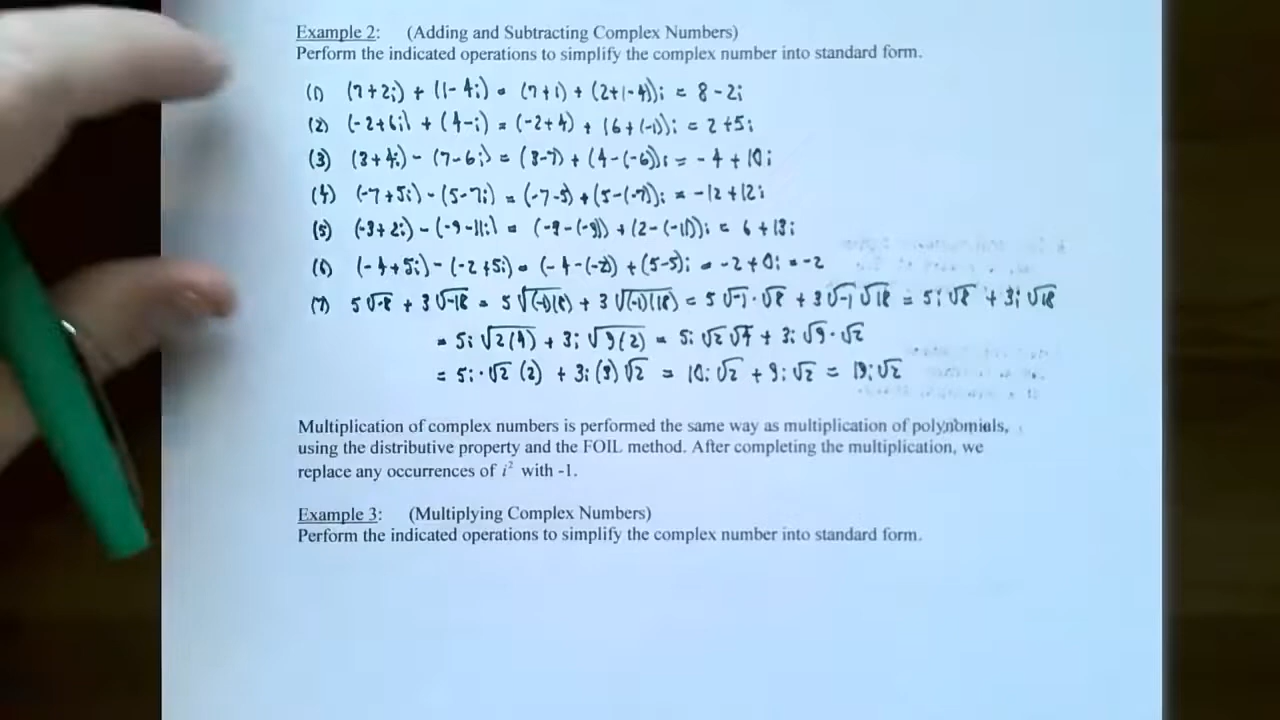 Example 2: (Adding and Subtracting Complex Numbers)
Perform the indicated operations to simplify the complex number into standard form.
(1) (7+2i) + (1-4i) = (7+1) + (2+(-4))i = 8-2i
(2) (-2+6i) + (4-i) = (-2+4) + (6+(-1))i = 2+5i
(3) (3+4i) - (7-6i) = (3-7) + (4-(-6))i = -4+10i
(4) (-7+5i) - (5-7i) = (-7-5) + (5-(-7))i = -12+12i
(5) (-3+2i) - (-9-11i) = (-3-(-9)) + (2-(-11))i = 6+13i
(6) (-4+5i) - (-2+5i) = (-4-(-2)) + (5-5)i = -2+0i = -2
(7) 5√-8 + 3√-18 = 5√(-1)(8) + 3√(-1)(18) = 5√-1·√8 + 3√-1√18 = 5i√8 + 3i√18
= 5i√2(4) + 3i√9(2) = 5i√2√4 + 3i√9·√2
= 5i·√2(2) + 3i(3)√2 = 10i√2 + 9i√2 = 19i√2
Multiplication of complex numbers is performed the same way as multiplication of polynomials,
using the distributive property and the FOIL method. After completing the multiplication, we
replace any occurrences of i² with -1.
Example 3: (Multiplying Complex Numbers)
Perform the indicated operations to simplify the complex number into standard form.